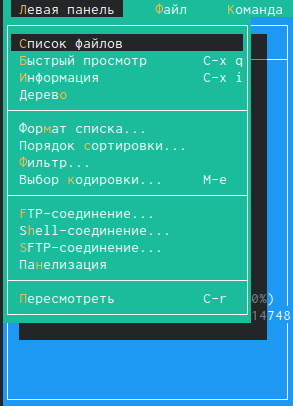 Левая панель Файл Команда
Список файлов
Быстрый просмотр C-x q
Информация C-x i
Дерево
Формат списка...
Порядок сортировки...
Фильтр...
Выбор кодировки... M-e
FTP-соединение...
Shell-соединение...
SFTP-соединение...
Панелизация
Пересмотреть C-r
0%)
14748